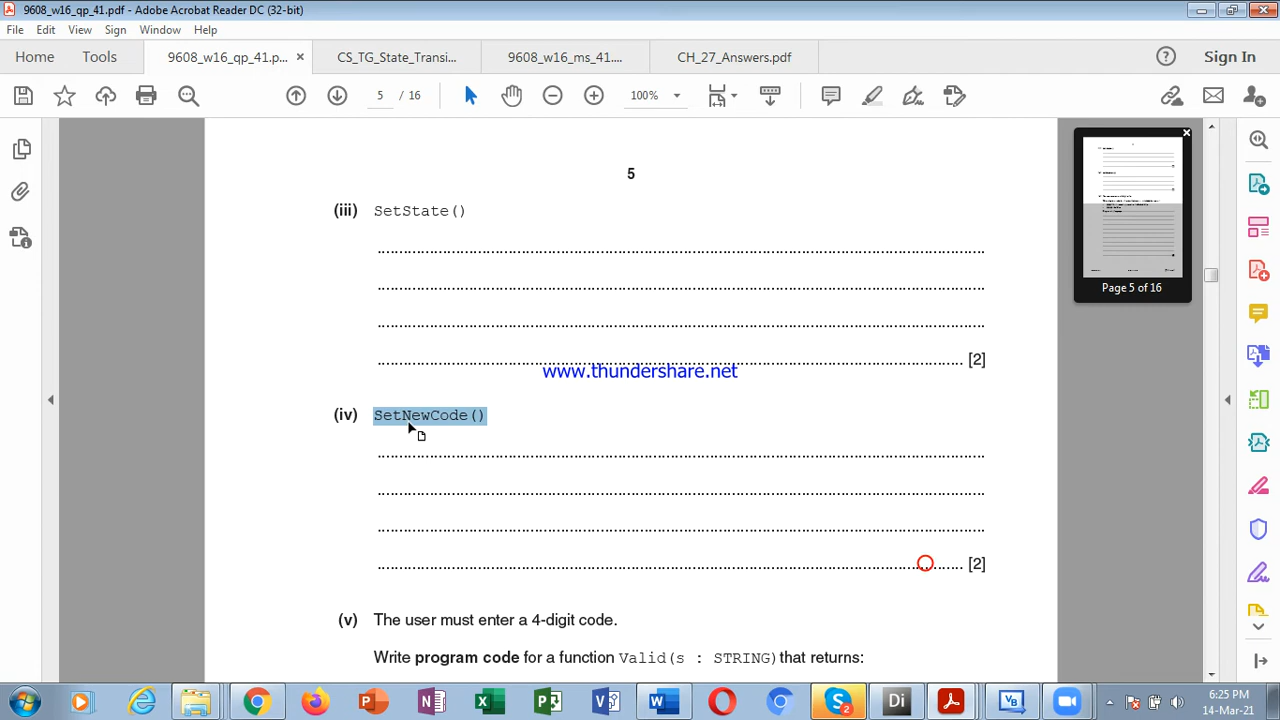 9608_w16_qp_41.pdf - Adobe Acrobat Reader DC (32-bit)
File Edit View Sign Window Help
Home Tools 9608_w16_qp_41.p... × CS_TG_State_Transi... 9608_w16_ms_41.... CH_27_Answers.pdf Sign In
5 / 16 100%
5
(iii) SetState()
................................................................
................................................................
................................................................
................................................................ [2]
www.thundershare.net
(iv) SetNewCode()
................................................................
................................................................
................................................................
................................................................ [2]
(v) The user must enter a 4-digit code.
Write program code for a function Valid(s : STRING) that returns:
Page 5 of 16
Di
2
6:25 PM
14-Mar-21